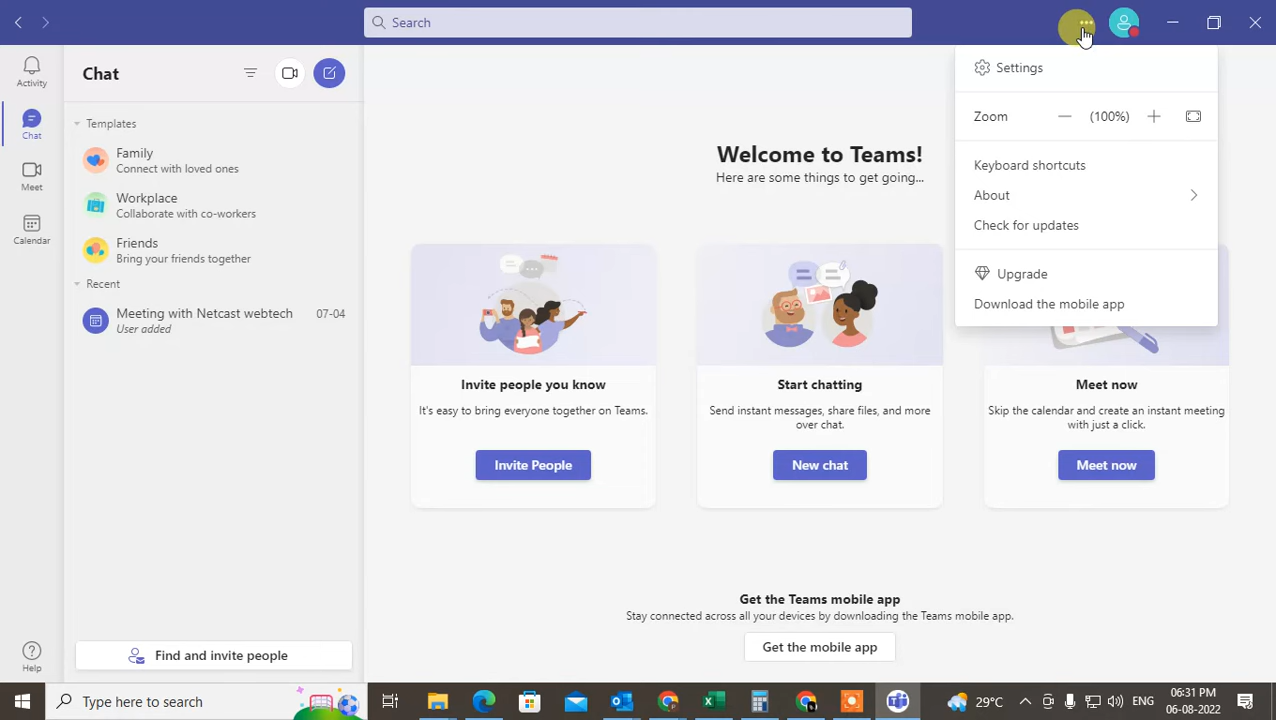 Search
Activity
Chat
Meet
Calendar
Help
Chat
Templates
Family
Connect with loved ones
Workplace
Collaborate with co-workers
Friends
Bring your friends together
Recent
Meeting with Netcast webtech 07-04
User added
Find and invite people
Welcome to Teams!
Here are some things to get going...
Invite people you know
It's easy to bring everyone together on Teams.
Invite People
Start chatting
Send instant messages, share files, and more
over chat.
New chat
Meet now
Skip the calendar and create an instant meeting
with just a click.
Meet now
Get the Teams mobile app
Stay connected across all your devices by downloading the Teams mobile app.
Get the mobile app
Settings
Zoom (100%)
Keyboard shortcuts
About
Check for updates
Upgrade
Download the mobile app
Type here to search
29°C
ENG
06:31 PM
06-08-2022